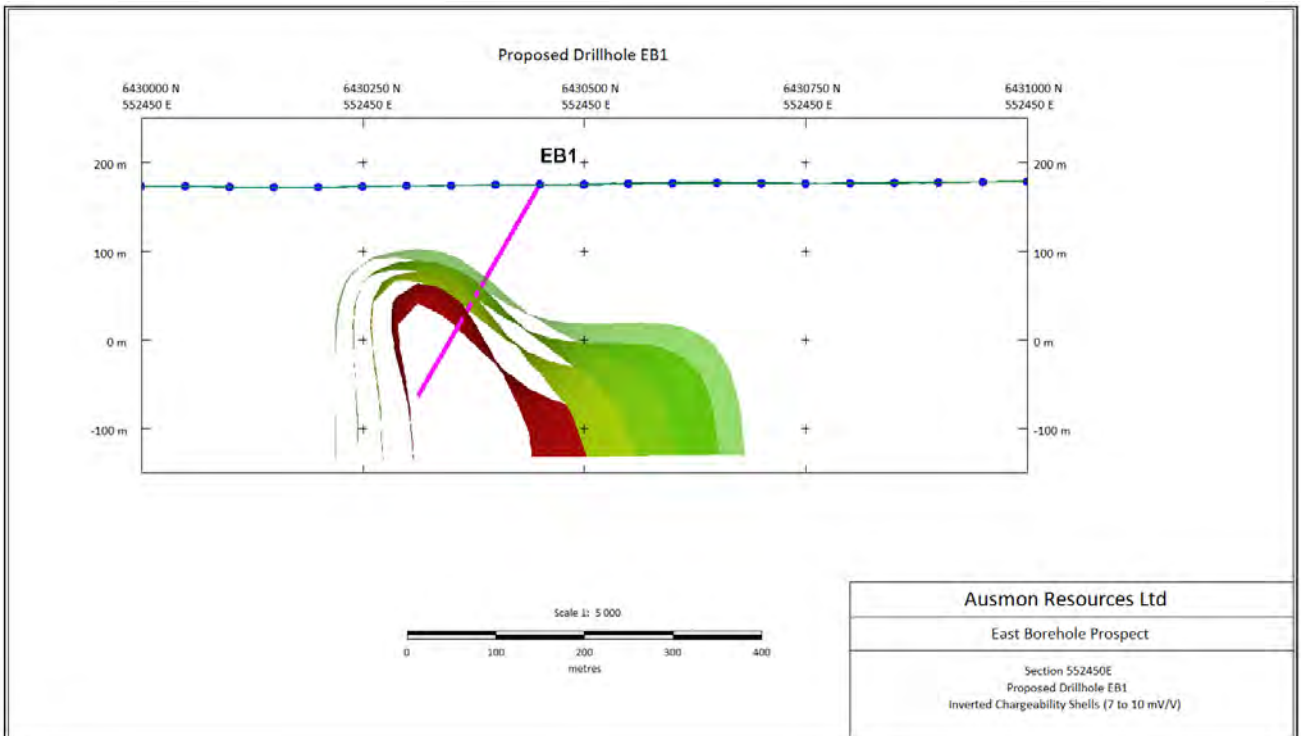 Proposed Drillhole EB1
6430000 N 6430250 N 6430500 N 6430750 N 6431000 N
552450 E 552450 E 552450 E 552450 E 552450 E
EB1
200 m 200 m
100 m 100 m
0 m 0 m
-100 m -100 m
Scale 1: 5 000
0 100 200 300 400
metres
Ausmon Resources Ltd
East Borehole Prospect
Section 552450E
Proposed Drillhole EB1
Inverted Chargeability Shells (7 to 10 mV/V)